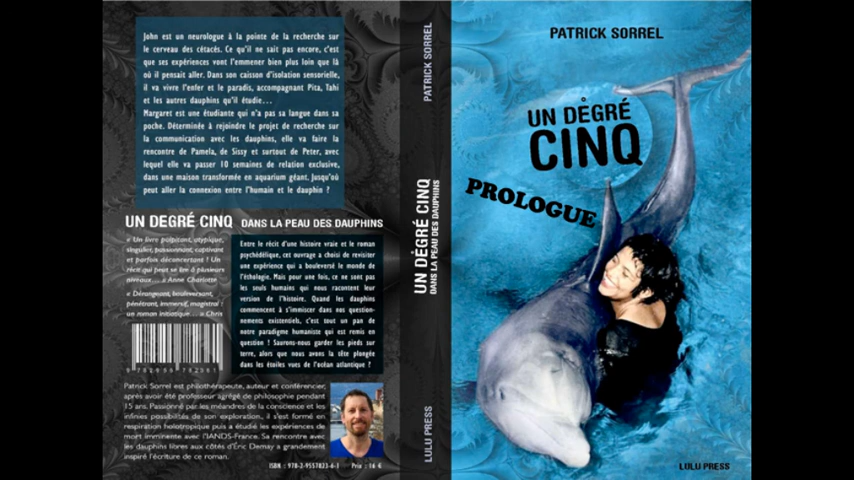 John est un neurologue à la pointe de la recherche sur
le cerveau des cétacés. Ce qu'il ne sait pas encore, c'est
que ses expériences vont l'emmener bien plus loin que là
où il pensait aller. Dans son caisson d'isolation sensorielle,
il va vivre l'enfer et le paradis, accompagnant Pita, Tahi
et les autres dauphins qu'il étudie...
Margaret est une étudiante qui n'a pas sa langue dans sa
poche. Déterminée à rejoindre le projet de recherche sur
la communication avec les dauphins, elle va faire la
rencontre de Pamela, de Sissy et surtout de Peter, avec
lequel elle va passer 10 semaines de relation exclusive,
dans une maison transformée en aquarium géant. Jusqu'où
peut aller la connexion entre l'humain et le dauphin ?
UN DEGRÉ CINQ DANS LA PEAU DES DAUPHINS
« Un livre palpitant, atypique,
singulier, passionnant, captivant
et parfois déconcertant ! Un
récit qui peut se lire à plusieurs
niveaux... » Anne Charlotte
« Dérangeant, bouleversant,
pénétrant, immersif, magistral :
un roman initiatique... » Chris
Entre le récit d'une histoire vraie et le roman
psychédélique, cet ouvrage a choisi de revisiter
une expérience qui a bouleversé le monde de
l'éthologie. Mais pour une fois, ce ne sont pas
les seuls humains qui nous racontent leur
version de l'histoire. Quand les dauphins
commencent à s'immiscer dans nos question-
nements existentiels, c'est tout un pan de
notre paradigme humaniste qui est remis en
question ! Saurons-nous garder les pieds sur
terre, alors que nous avons la tête plongée
dans les étoiles vues de l'océan atlantique ?
Patrick Sorrel est philothérapeute, auteur et conférencier,
après avoir été professeur agrégé de philosophie pendant
15 ans. Passionné par les méandres de la conscience et les
infinies possibilités de son exploration, il s'est formé en
respiration holotropique puis a étudié les expériences de
mort imminente avec l'IANDS-France. Sa rencontre avec
les dauphins libres aux côtés d'Éric Demay a grandement
inspiré l'écriture de ce roman.
ISBN : 978-2-9557823-6-1 Prix : 16 €
PATRICK SORREL
UN DEGRÉ CINQ
DANS LA PEAU DES DAUPHINS
LULU PRESS
PATRICK SORREL
UN DEGRÉ
CINQ
PROLOGUE
LULU PRESS